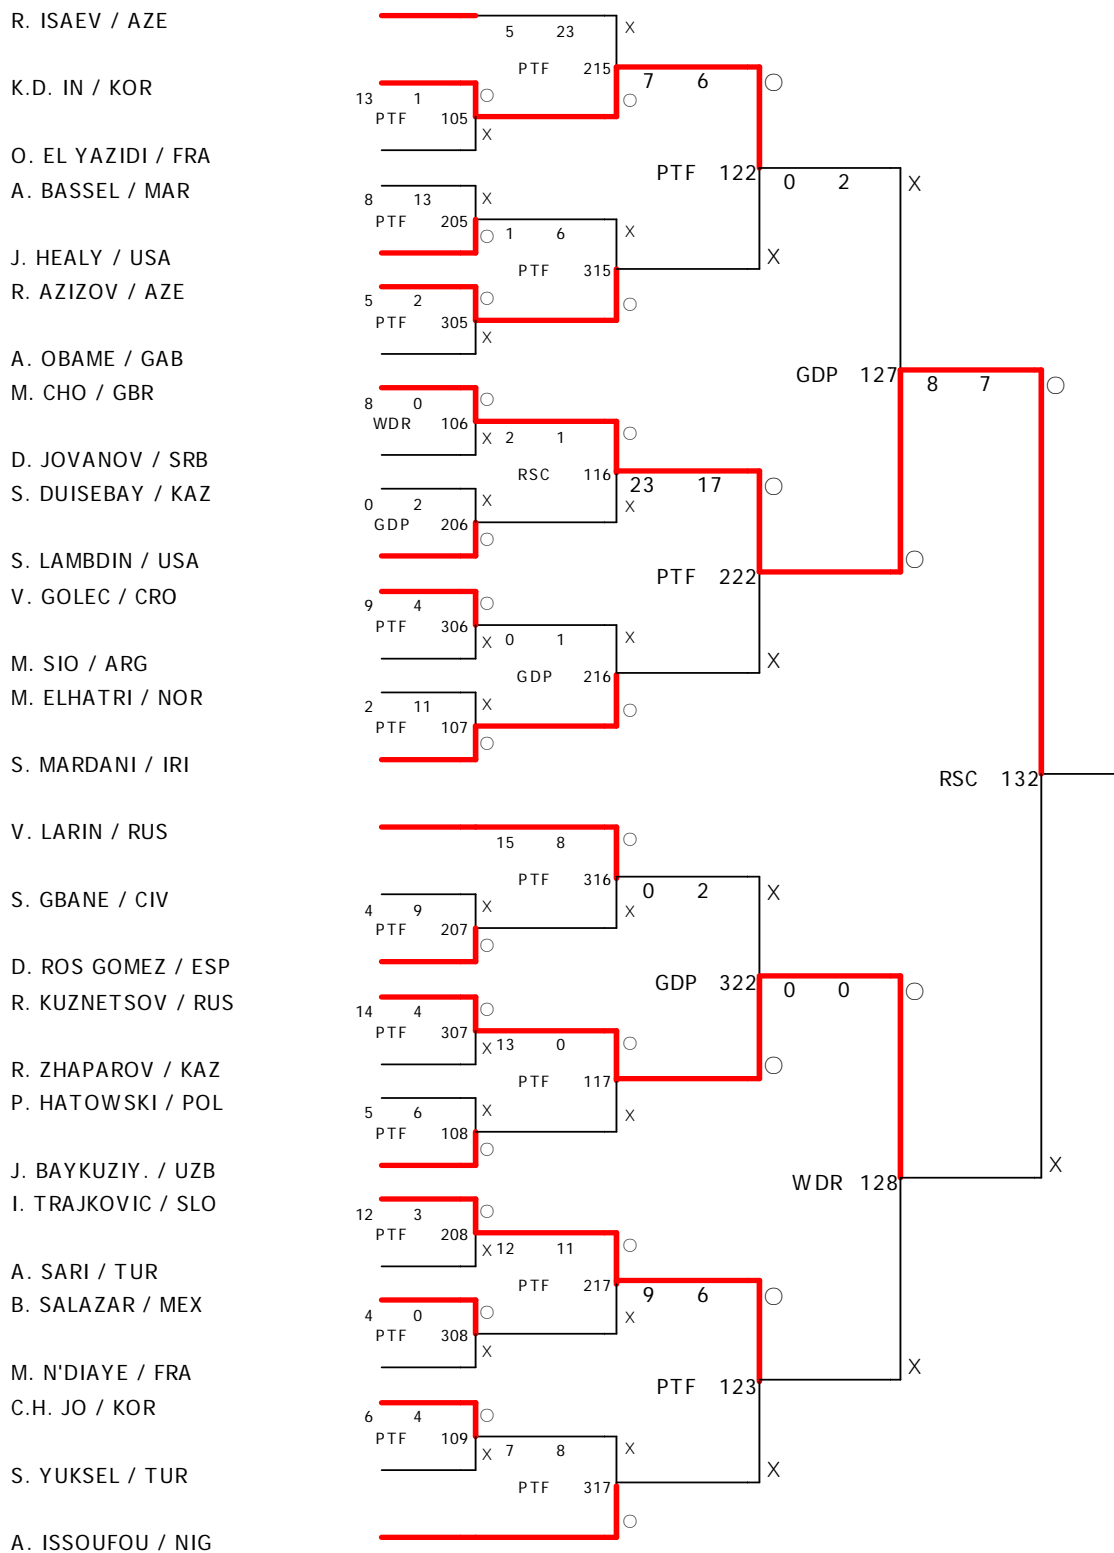 R. ISAEV / AZE
5 23 X
PTF 215
K.D. IN / KOR
7 6 ○
13 1 ○
PTF 105 ○
X
O. EL YAZIDI / FRA
PTF 122
0 2 X
A. BASSEL / MAR
8 13 X
PTF 205
○ 1 6 X
J. HEALY / USA
PTF 315 X
R. AZIZOV / AZE
5 2 ○ ○
PTF 305
X
A. OBAME / GAB
GDP 127
8 7 ○
M. CHO / GBR
8 0 ○
WDR 106
X 2 1 ○
D. JOVANOV / SRB
RSC 116
23 17 ○
S. DUISEBAY / KAZ
0 2 X X
GDP 206
○ ○
S. LAMBDIN / USA
PTF 222
V. GOLEC / CRO
9 4 ○
PTF 306
X 0 1 X
M. SIO / ARG
GDP 216 X
M. ELHATRI / NOR
2 11 X ○
PTF 107
○
S. MARDANI / IRI
RSC 132
V. LARIN / RUS
15 8 ○
PTF 316
0 2 X
S. GBANE / CIV
4 9 X X
PTF 207
○
D. ROS GOMEZ / ESP
GDP 322
0 0 ○
R. KUZNETSOV / RUS
14 4 ○
PTF 307
X 13 0 ○
R. ZHAPAROV / KAZ
PTF 117 ○
P. HATOWSKI / POL
5 6 X X
PTF 108
○
J. BAYKUZIY. / UZB
X
WDR 128
I. TRAJKOVIC / SLO
12 3 ○
PTF 208
X 12 11 ○
A. SARI / TUR
PTF 217
9 6 ○
B. SALAZAR / MEX
4 0 ○ X
PTF 308
X
M. N'DIAYE / FRA
X
PTF 123
C.H. JO / KOR
6 4 ○
PTF 109
X 7 8 X
S. YUKSEL / TUR
X
PTF 317
○
A. ISSOUFOU / NIG